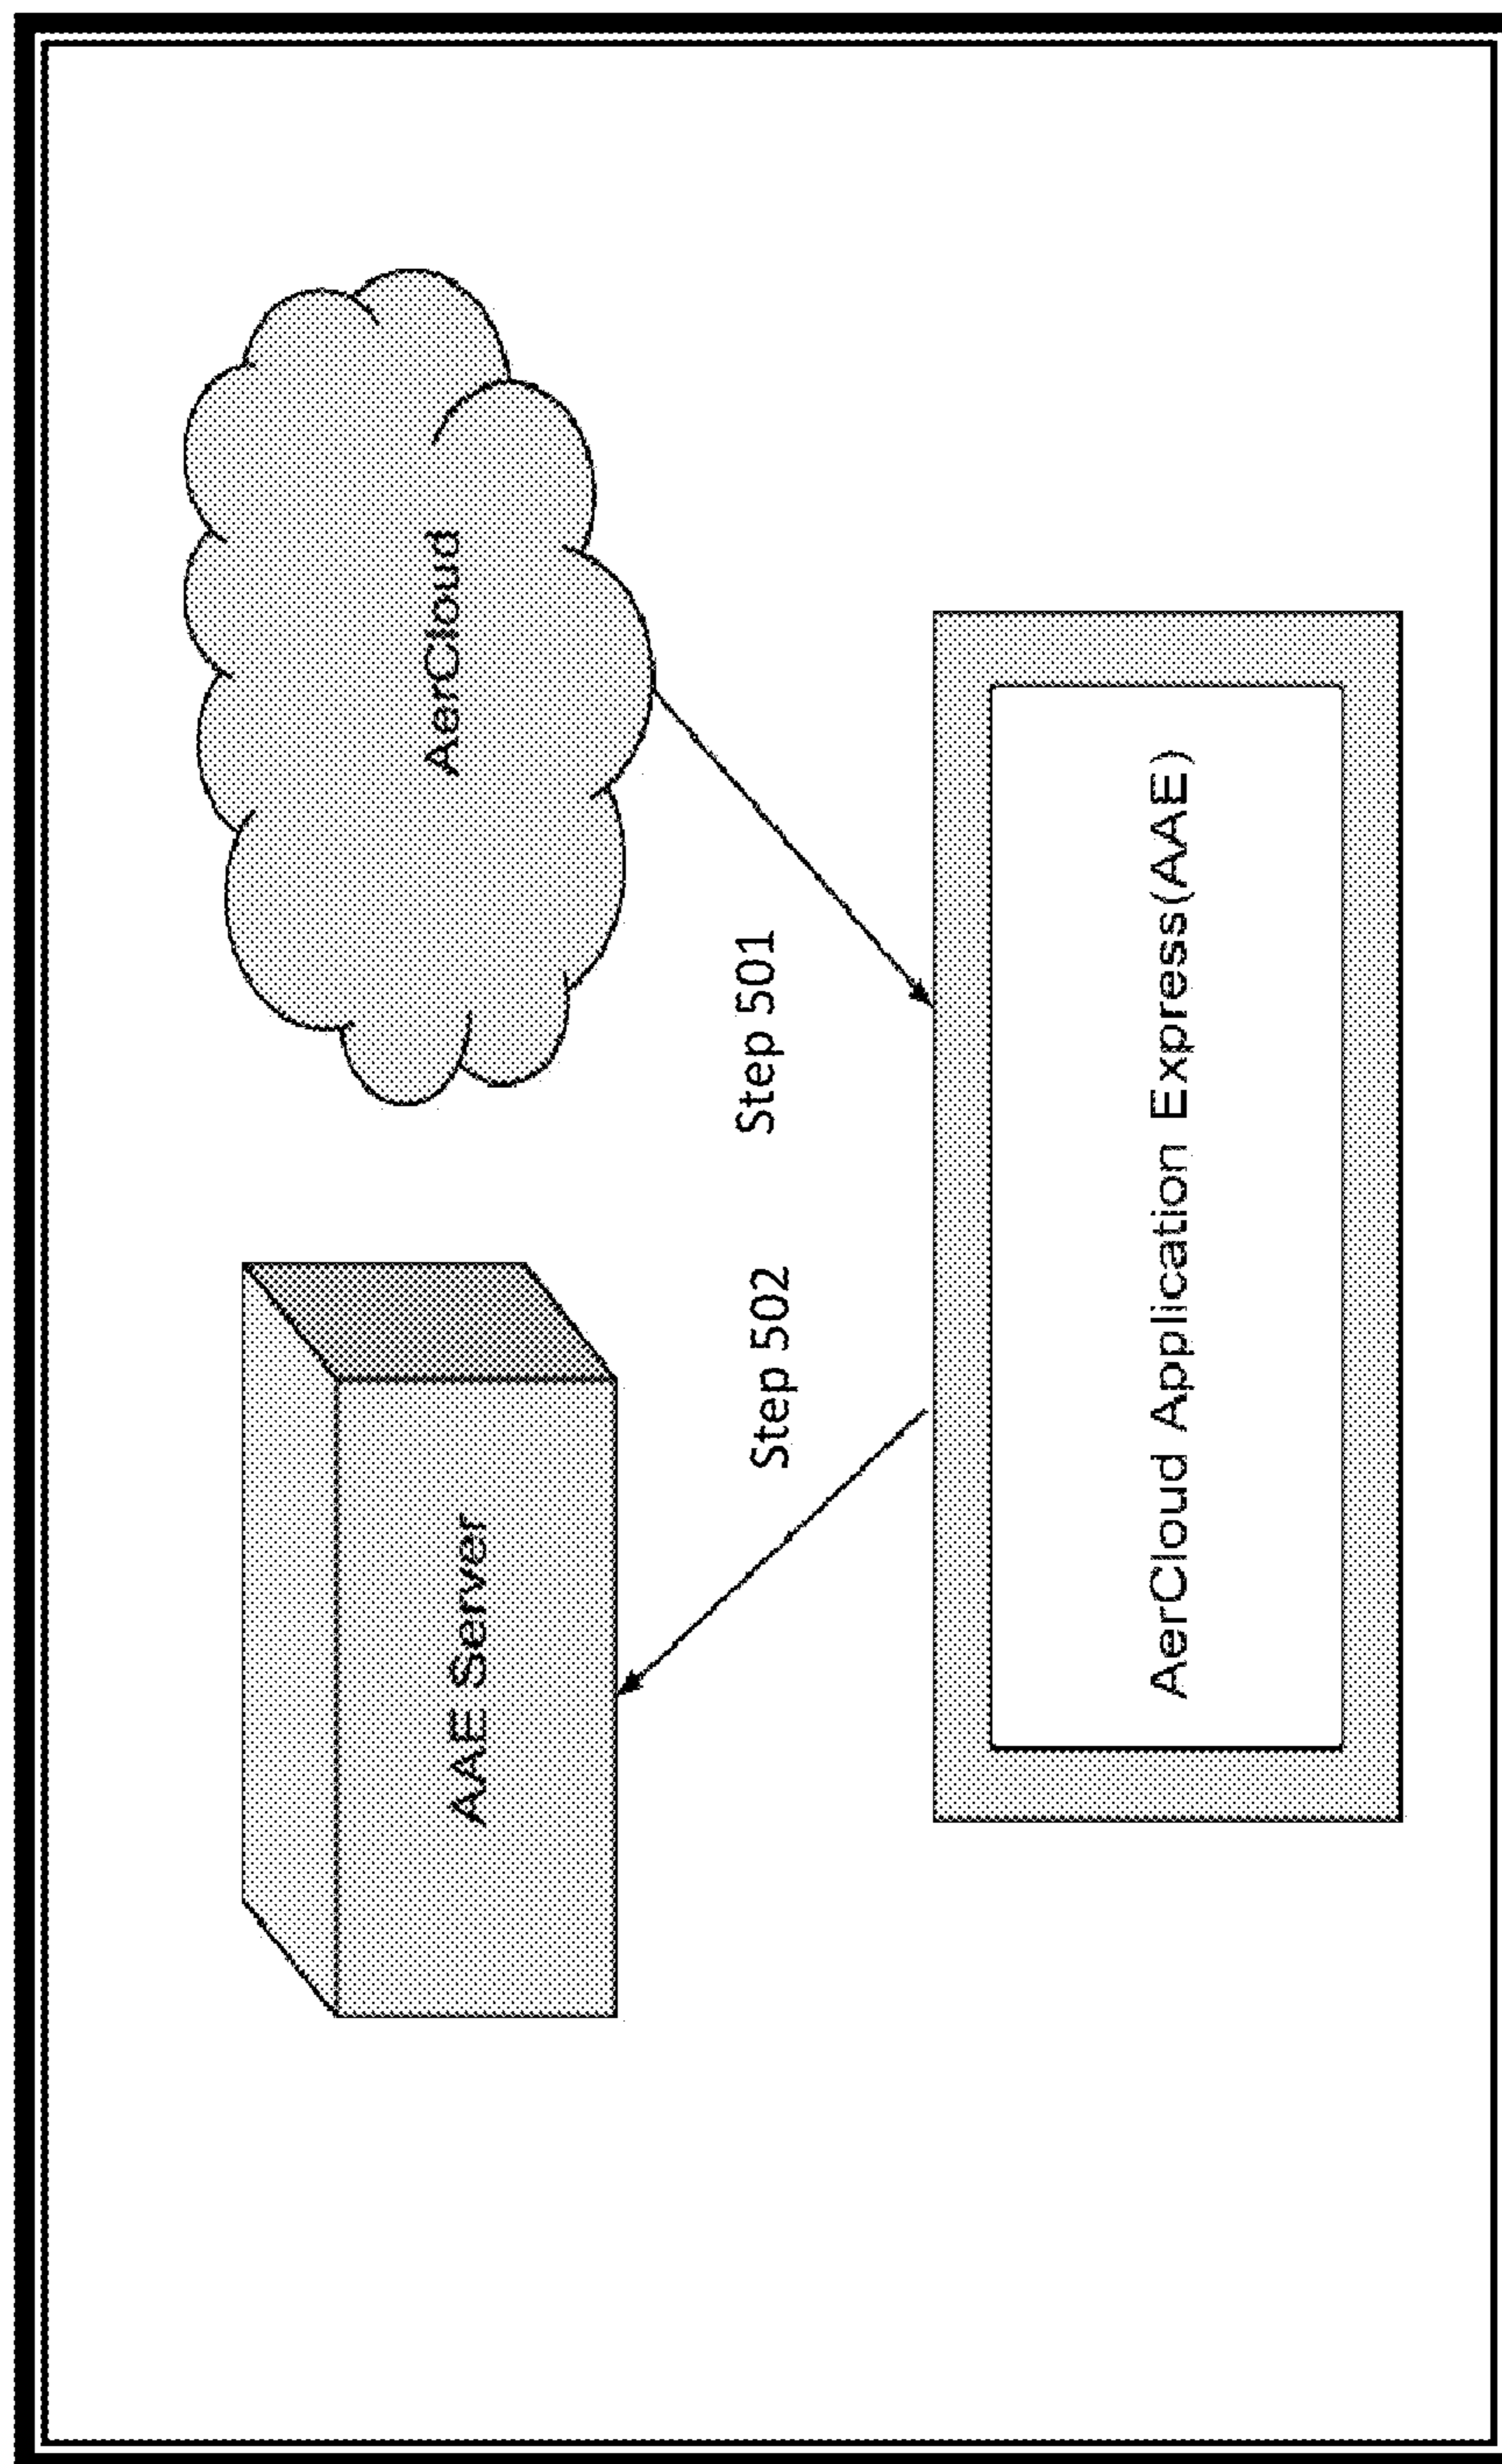 AAE Server
AerCloud
Step 502
Step 501
AerCloud Application Express(AAE)